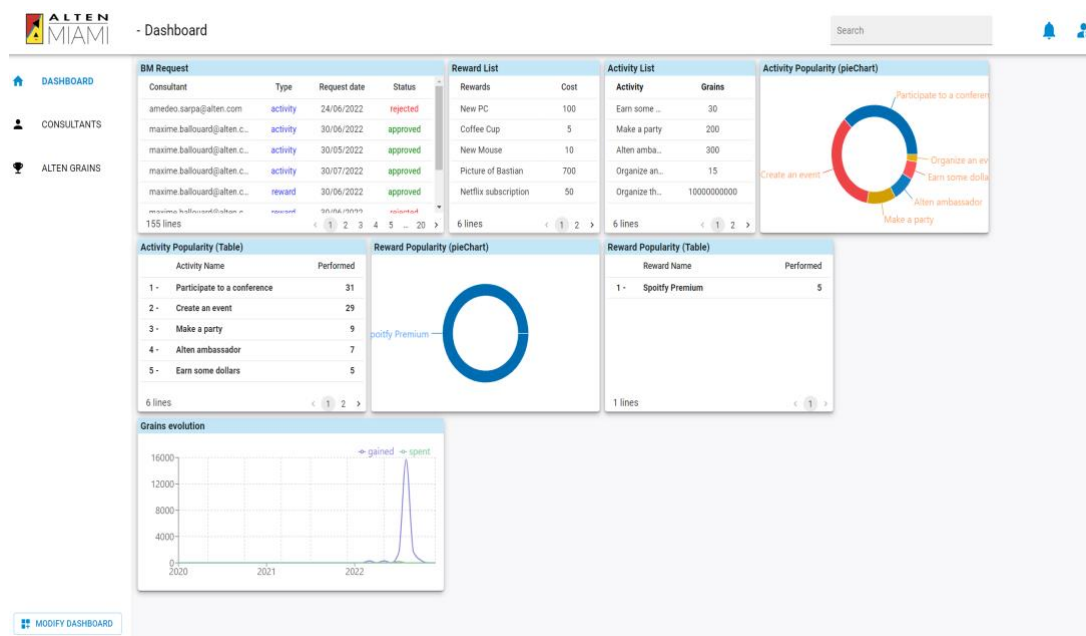 ALTEN
MIAMI
- Dashboard
Search
DASHBOARD
CONSULTANTS
ALTEN GRAINS
BM Request
Consultant Type Request date Status
amedeo.sarpa@alten.com activity 24/06/2022 rejected
maxime.ballouard@alten.c... activity 30/06/2022 approved
maxime.ballouard@alten.c... activity 30/05/2022 approved
maxime.ballouard@alten.c... activity 30/07/2022 approved
maxime.ballouard@alten.c... reward 30/06/2022 approved
maxime.ballouard@alten.c... reward 30/06/2022 rejected
155 lines < 1 2 3 4 5 ... 20 >
Reward List
Rewards Cost
New PC 100
Coffee Cup 5
New Mouse 10
Picture of Bastian 700
Netflix subscription 50
6 lines < 1 2 >
Activity List
Activity Grains
Earn some ... 30
Make a party 200
Alten amba... 300
Organize an... 15
Organize th... 10000000000
6 lines < 1 2 >
Activity Popularity (pieChart)
Participate to a conferen
Organize an ev
Earn some dolla
Create an event
Alten ambassador
Make a party
Activity Popularity (Table)
Activity Name Performed
1 - Participate to a conference 31
2 - Create an event 29
3 - Make a party 9
4 - Alten ambassador 7
5 - Earn some dollars 5
6 lines < 1 2 >
Reward Popularity (pieChart)
poitfy Premium
Reward Popularity (Table)
Reward Name Performed
1 - Spoitfy Premium 5
1 lines < 1 >
Grains evolution
gained spent
16000
12000
8000
4000
0
2020 2021 2022
MODIFY DASHBOARD